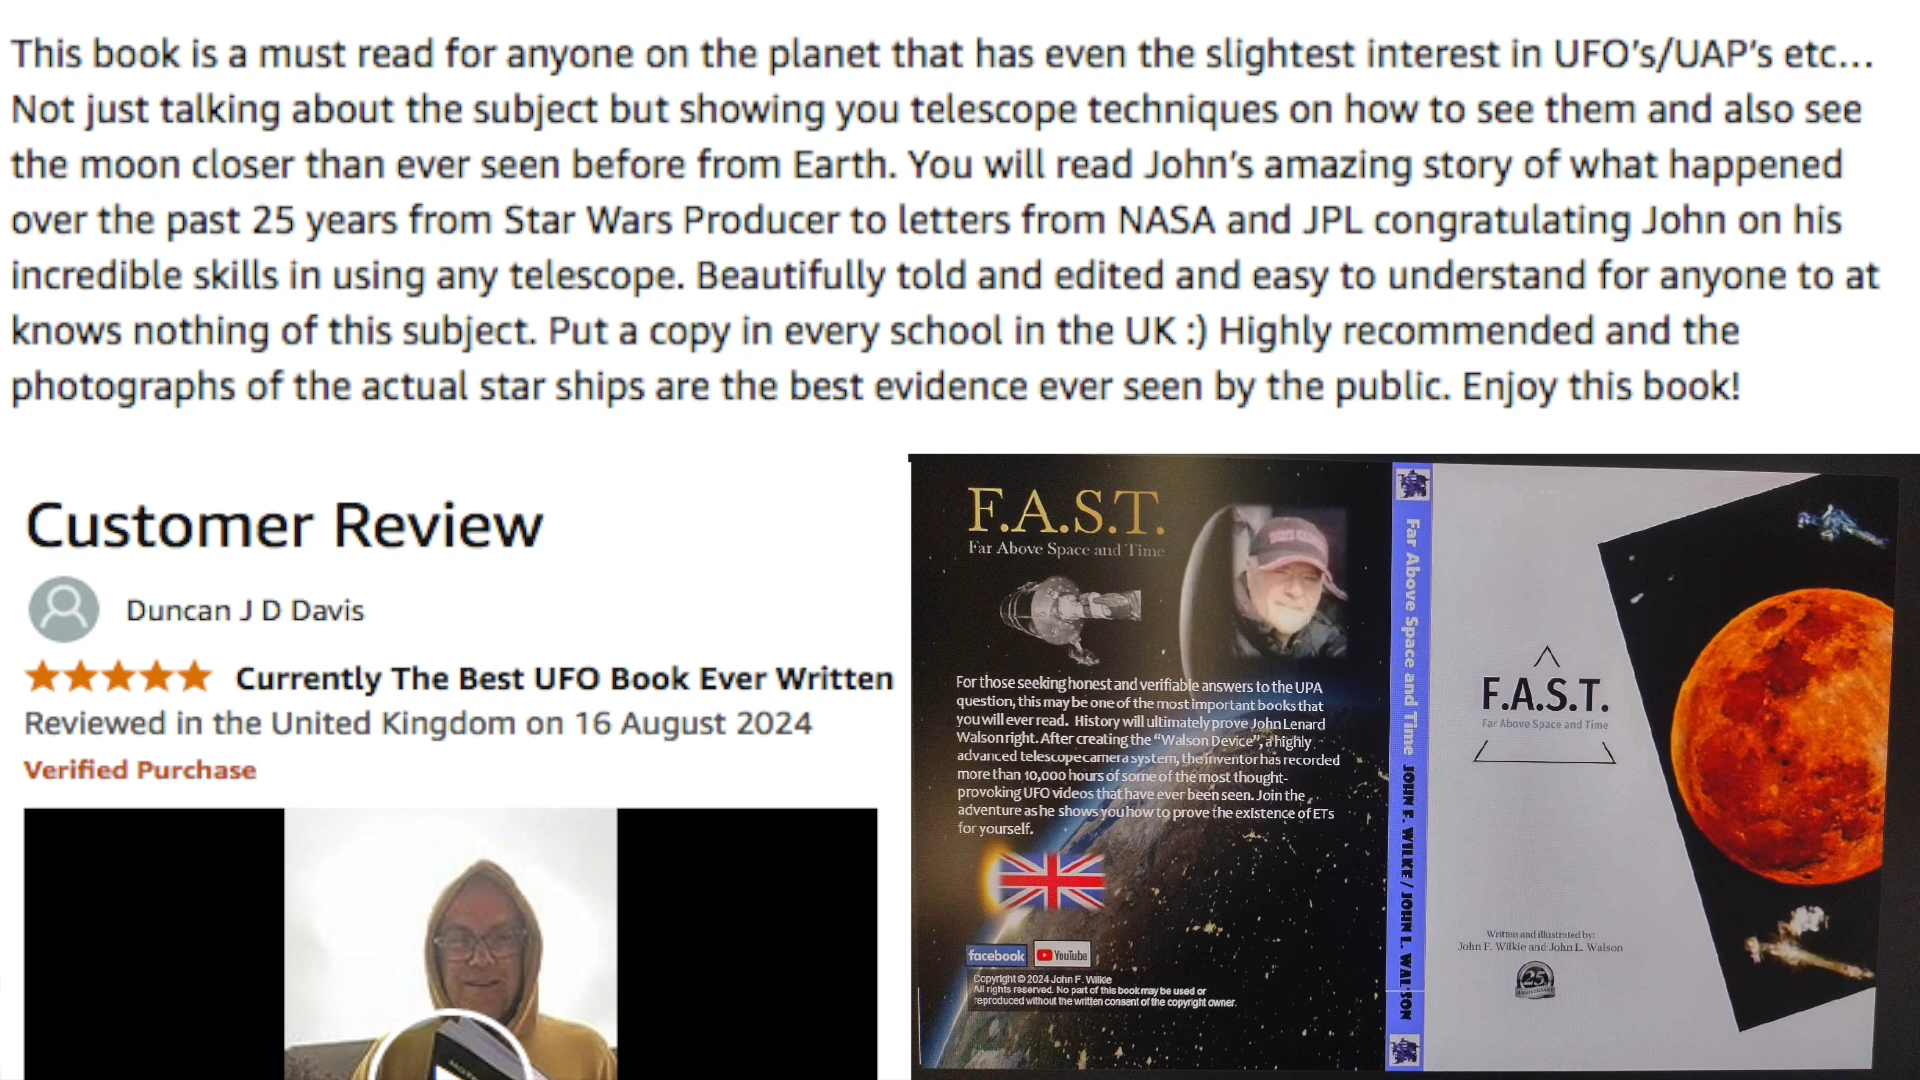 This book is a must read for anyone on the planet that has even the slightest interest in UFO's/UAP's etc...
Not just talking about the subject but showing you telescope techniques on how to see them and also see
the moon closer than ever seen before from Earth. You will read John's amazing story of what happened
over the past 25 years from Star Wars Producer to letters from NASA and JPL congratulating John on his
incredible skills in using any telescope. Beautifully told and edited and easy to understand for anyone to at
knows nothing of this subject. Put a copy in every school in the UK :) Highly recommended and the
photographs of the actual star ships are the best evidence ever seen by the public. Enjoy this book!
Customer Review
Duncan J D Davis
Currently The Best UFO Book Ever Written
Reviewed in the United Kingdom on 16 August 2024
Verified Purchase
F.A.S.T.
Far Above Space and Time
For those seeking honest and verifiable answers to the UPA
question, this may be one of the most important books that
you will ever read. History will ultimately prove John Lenard
Walson right. After creating the “Walson Device”, a highly
advanced telescope camera system, the inventor has recorded
more than 10,000 hours of some of the most thought-
provoking UFO videos that have ever been seen. Join the
adventure as he shows you how to prove the existence of ETs
for yourself.
facebook
YouTube
Copyright © 2024 John F. Wilkie
All rights reserved. No part of this book may be used or
reproduced without the written consent of the copyright owner.
Far Above Space and Time JOHN F. WILKE / JOHN L. WALSON
F.A.S.T.
Far Above Space and Time
Written and illustrated by:
John F. Wilkie and John L. Walson
25
ANNIVERSARY